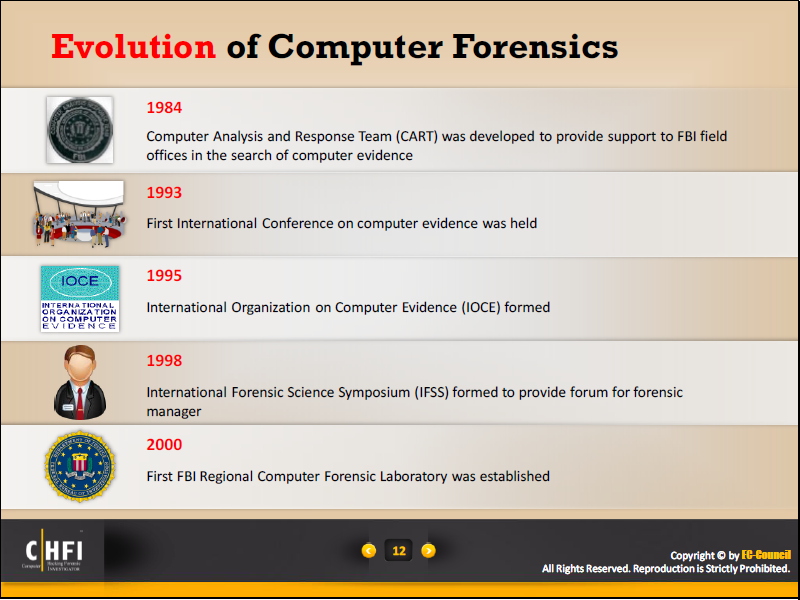 Evolution of Computer Forensics
1984
Computer Analysis and Response Team (CART) was developed to provide support to FBI field
offices in the search of computer evidence
1993
First International Conference on computer evidence was held
IOCE
INTERNATIONAL
ORGANIZATION
ON COMPUTER
EVIDENCE
1995
International Organization on Computer Evidence (IOCE) formed
1998
International Forensic Science Symposium (IFSS) formed to provide forum for forensic
manager
2000
First FBI Regional Computer Forensic Laboratory was established
CHFI
Computer Hacking Forensic
INVESTIGATOR
12
Copyright © by EC-Council
All Rights Reserved. Reproduction is Strictly Prohibited.